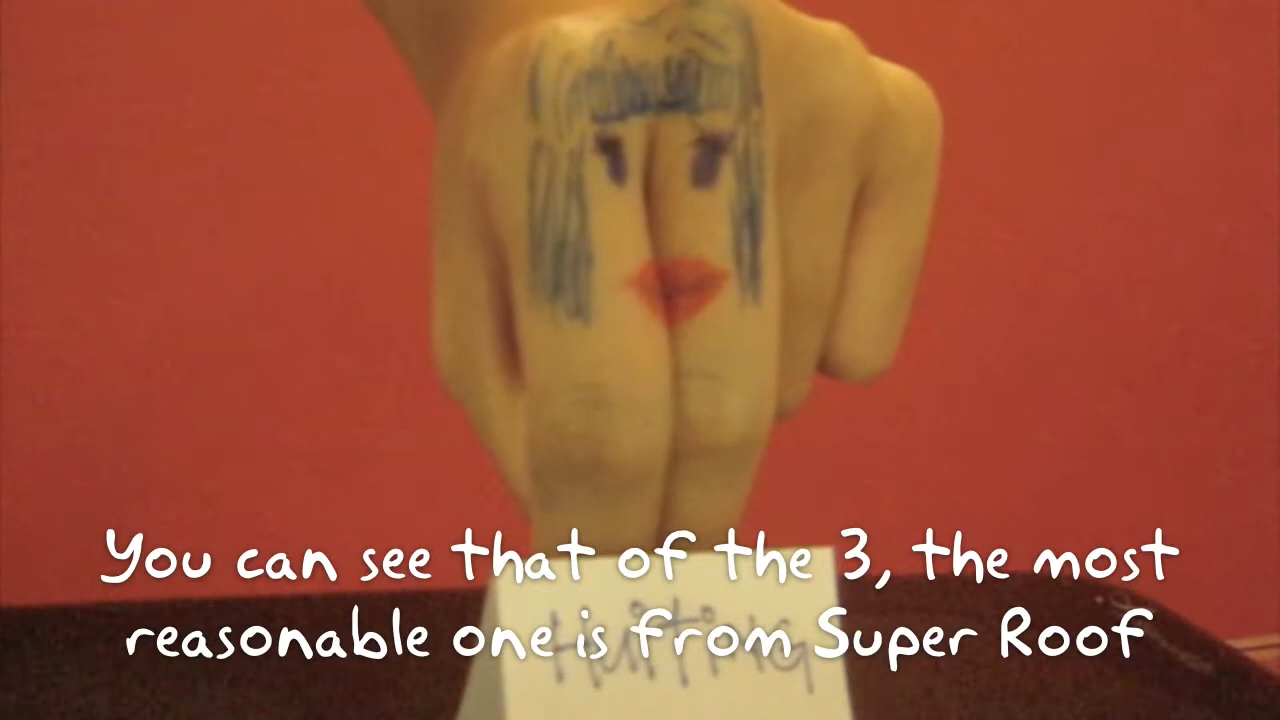 You can see that of the 3, the most
reasonable one is from Super Roof